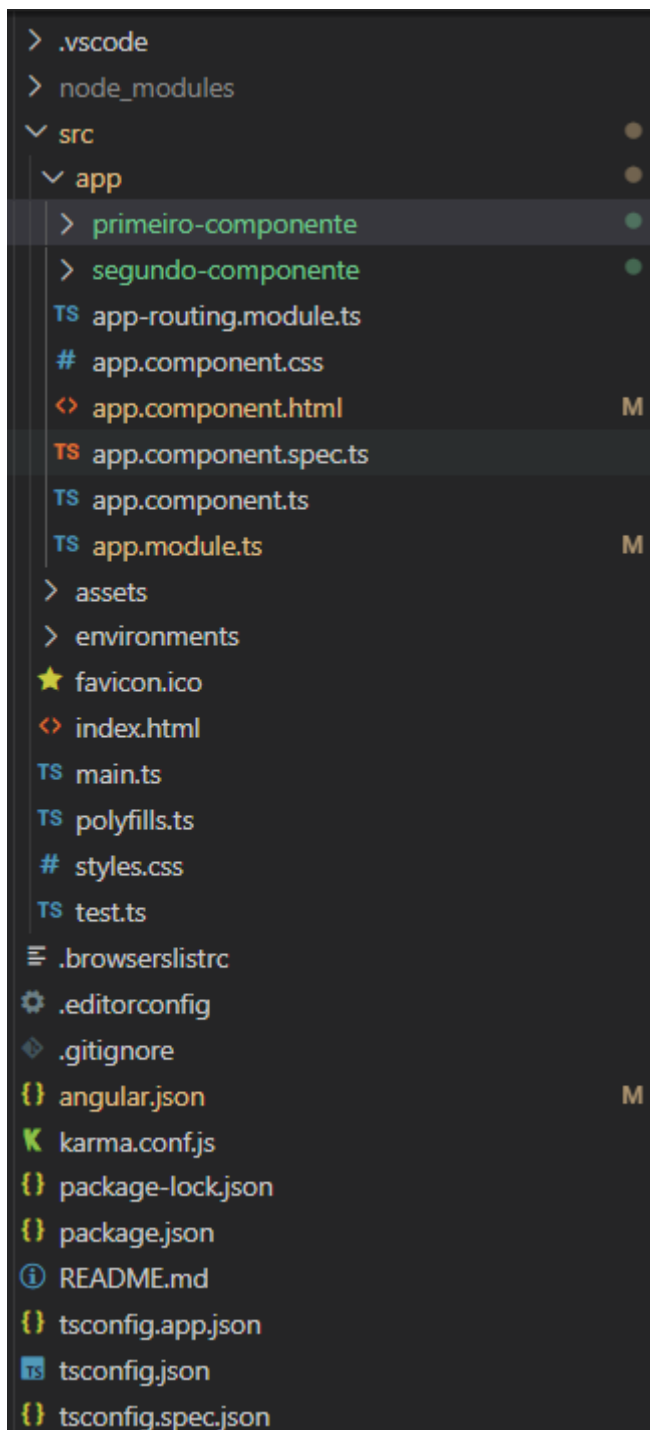 .vscode
node_modules
src
app
primeiro-componente
segundo-componente
TS app-routing.module.ts
# app.component.css
<> app.component.html M
TS app.component.spec.ts
TS app.component.ts
TS app.module.ts M
assets
environments
favicon.ico
<> index.html
TS main.ts
TS polyfills.ts
# styles.css
TS test.ts
.browserslistrc
.editorconfig
.gitignore
{} angular.json M
K karma.conf.js
{} package-lock.json
{} package.json
README.md
{} tsconfig.app.json
TS tsconfig.json
{} tsconfig.spec.json